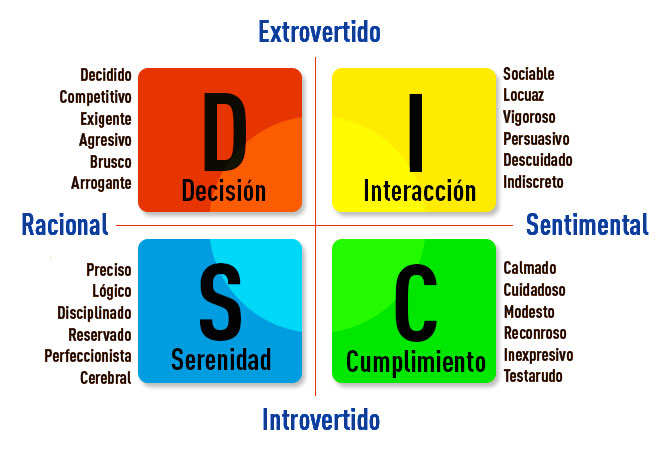 Extrovertido
Decidido
Competitivo
Exigente
Agresivo
Brusco
Arrogante
D
Decisión
I
Interacción
Sociable
Locuaz
Vigoroso
Persuasivo
Descuidado
Indiscreto
Racional
Sentimental
Preciso
Lógico
Disciplinado
Reservado
Perfeccionista
Cerebral
S
Serenidad
C
Cumplimiento
Calmado
Cuidadoso
Modesto
Reconroso
Inexpresivo
Testarudo
Introvertido